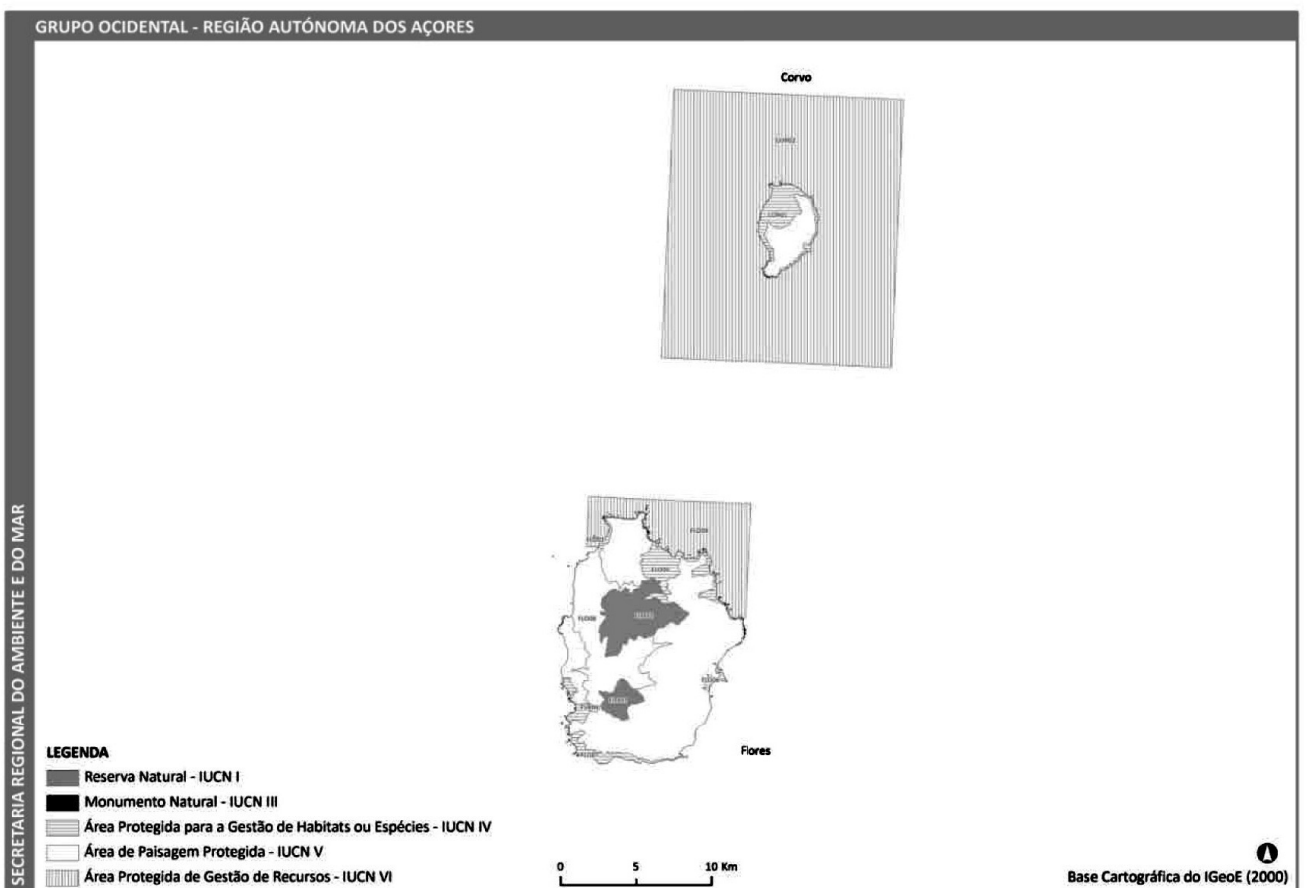 GRUPO OCIDENTAL - REGIÃO AUTÓNOMA DOS AÇORES
SECRETARIA REGIONAL DO AMBIENTE E DO MAR
Corvo
Flores
LEGENDA
Reserva Natural - IUCN I
Monumento Natural - IUCN III
Área Protegida para a Gestão de Habitats ou Espécies - IUCN IV
Área de Paisagem Protegida - IUCN V
Área Protegida de Gestão de Recursos - IUCN VI
0 5 10 Km
Base Cartográfica do IGeoE (2000)